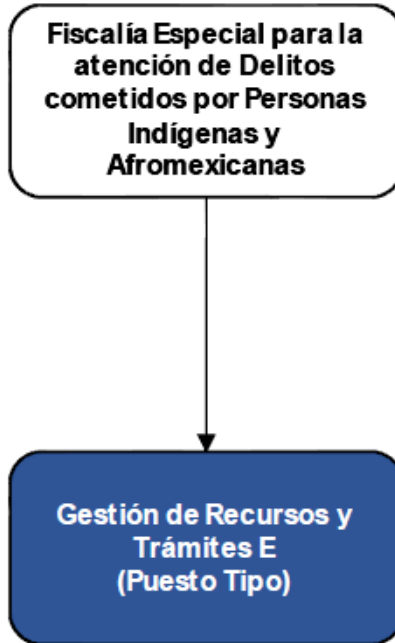 Fiscalía Especial para la
atención de Delitos
cometidos por Personas
Indígenas y
Afromexicanas
Gestión de Recursos y
Trámites E
(Puesto Tipo)